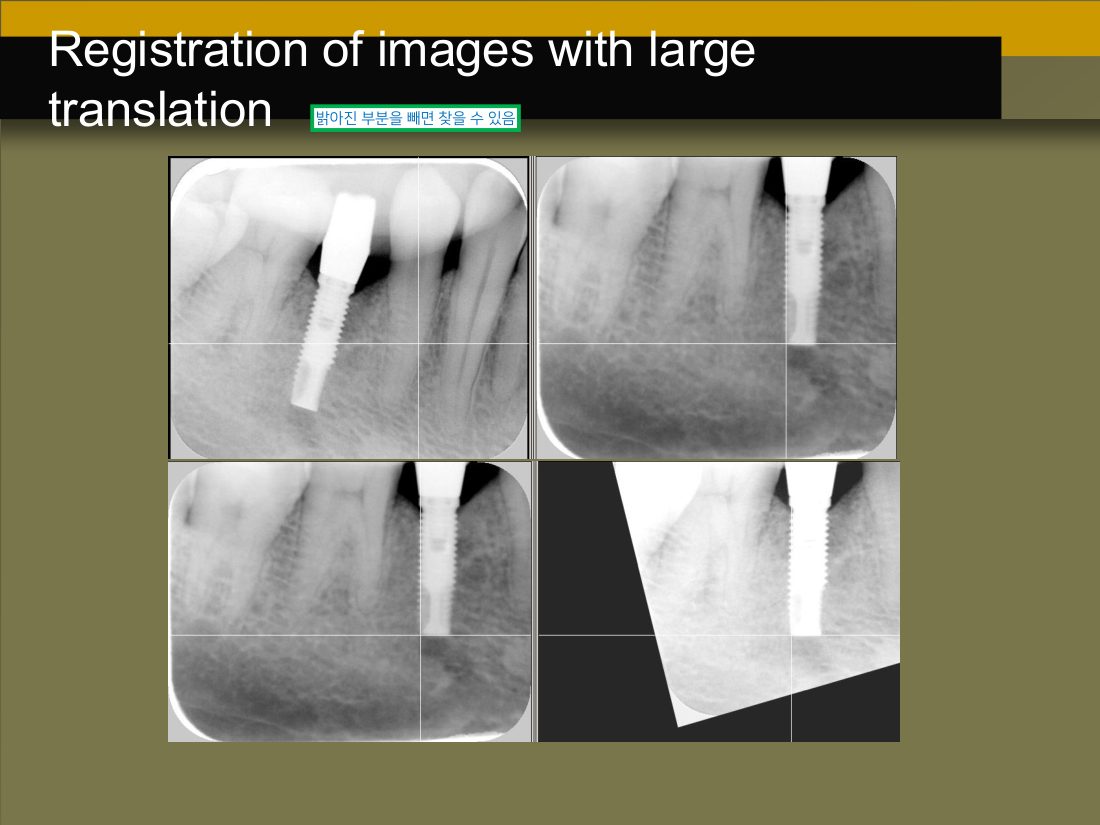 Registration of images with large
translation
밝아진 부분을 빼면 찾을 수 있음